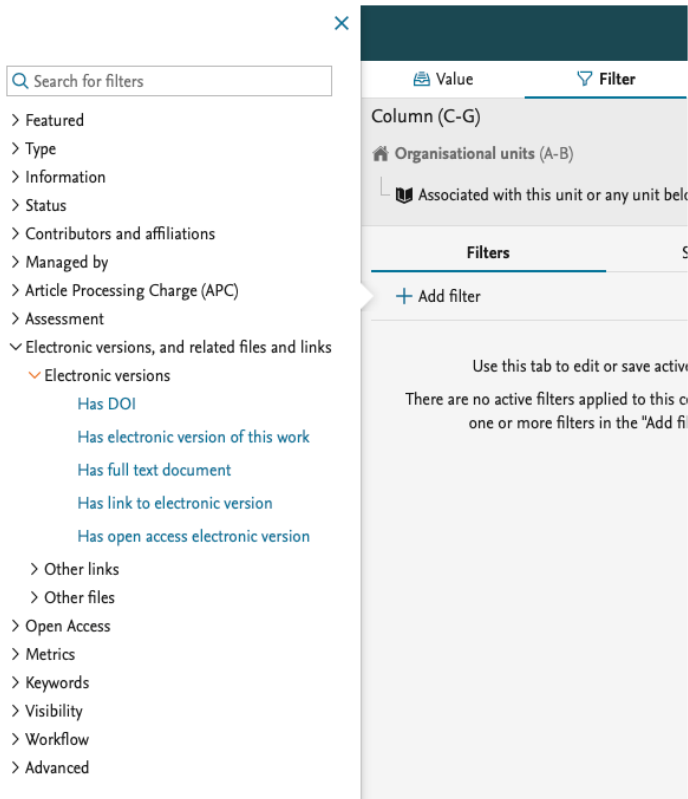 Search for filters
Featured
Type
Information
Status
Contributors and affiliations
Managed by
Article Processing Charge (APC)
Assessment
Electronic versions, and related files and links
Electronic versions
Has DOI
Has electronic version of this work
Has full text document
Has link to electronic version
Has open access electronic version
Other links
Other files
Open Access
Metrics
Keywords
Visibility
Workflow
Advanced
Value
Filter
Column (C-G)
Organisational units (A-B)
Associated with this unit or any unit
Filters
+ Add filter
Use this tab to edit or save
There are no active filters applied to this
one or more filters in the "Add